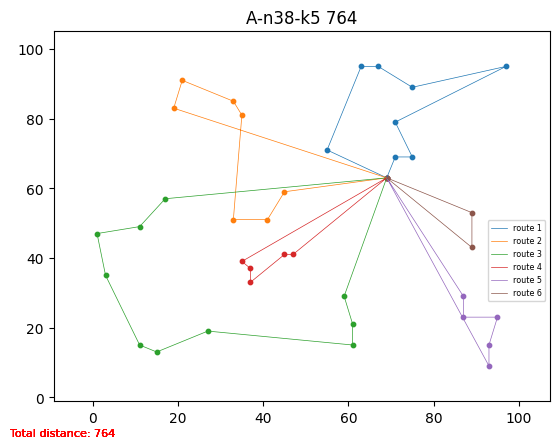 A-n38-k5 764
100
80
60
40
20
0
route 1
route 2
route 3
route 4
route 5
route 6
0 20 40 60 80 100
Total distance: 764